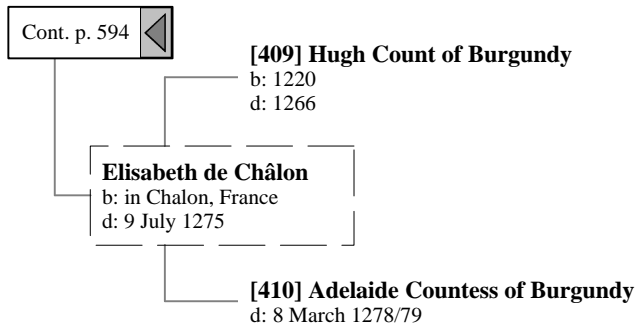 Cont. p. 594
[409] Hugh Count of Burgundy
b: 1220
d: 1266
Elisabeth de Châlon
b: in Chalon, France
d: 9 July 1275
[410] Adelaide Countess of Burgundy
d: 8 March 1278/79